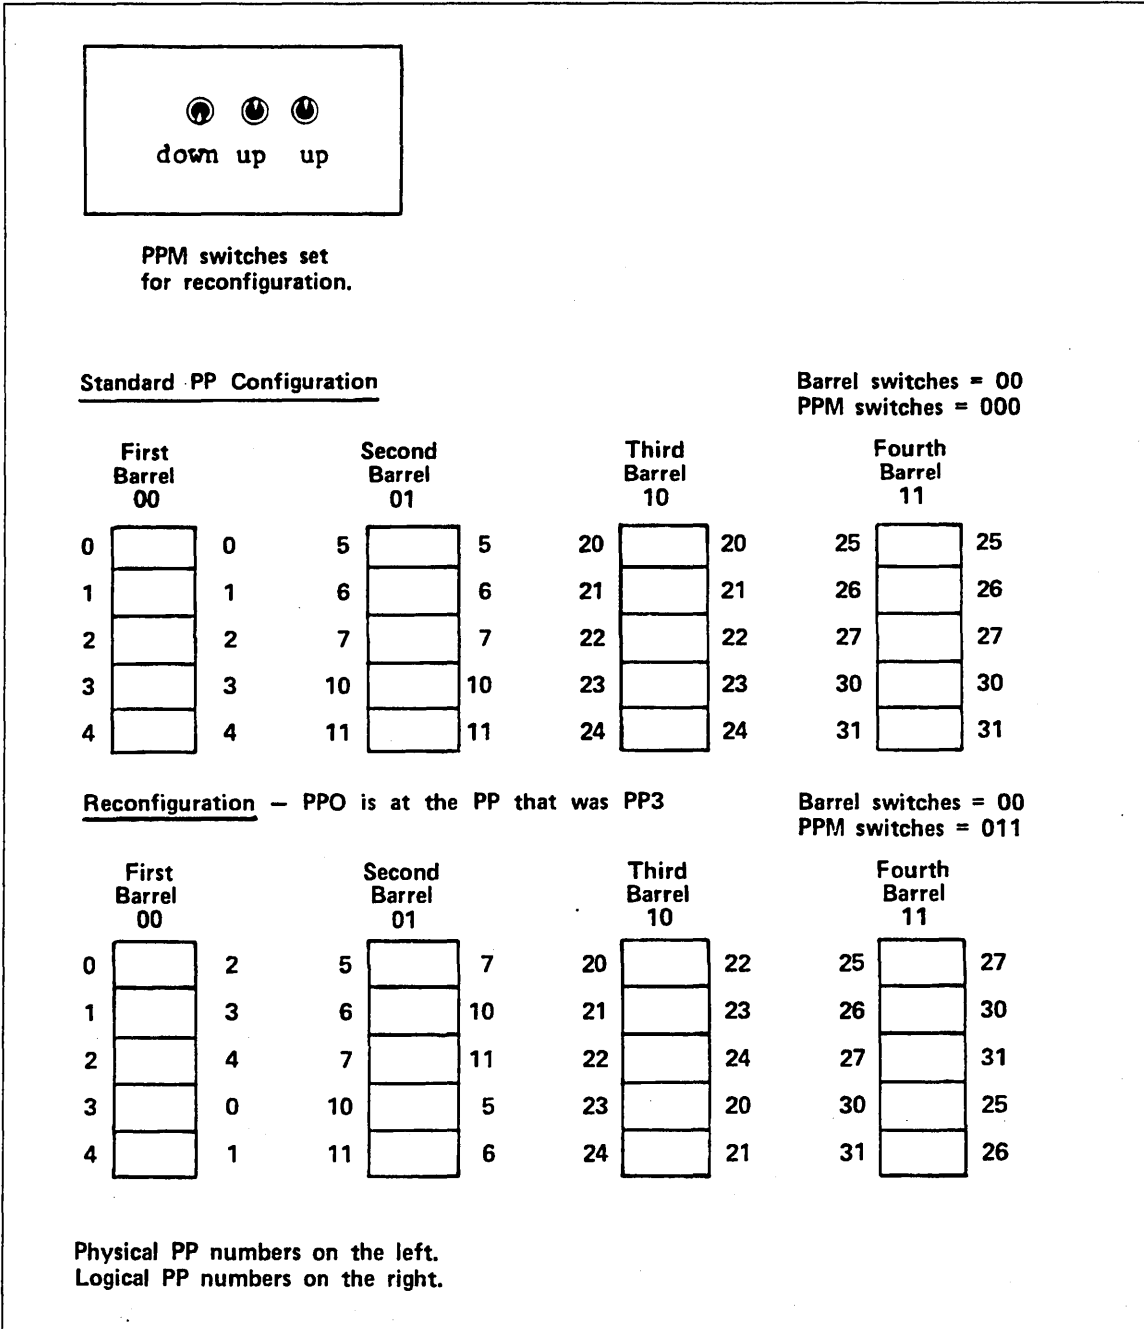 down up up
PPM switches set
for reconfiguration.
Standard PP Configuration
Barrel switches = 00
PPM switches = 000
First Barrel 00
Second Barrel 01
Third Barrel 10
Fourth Barrel 11
0 0 5 5 20 20 25 25
1 1 6 6 21 21 26 26
2 2 7 7 22 22 27 27
3 3 10 10 23 23 30 30
4 4 11 11 24 24 31 31
Reconfiguration — PPO is at the PP that was PP3
Barrel switches = 00
PPM switches = 011
First Barrel 00
Second Barrel 01
Third Barrel 10
Fourth Barrel 11
0 2 5 7 20 22 25 27
1 3 6 10 21 23 26 30
2 4 7 11 22 24 27 31
3 0 10 5 23 20 30 25
4 1 11 6 24 21 31 26
Physical PP numbers on the left.
Logical PP numbers on the right.